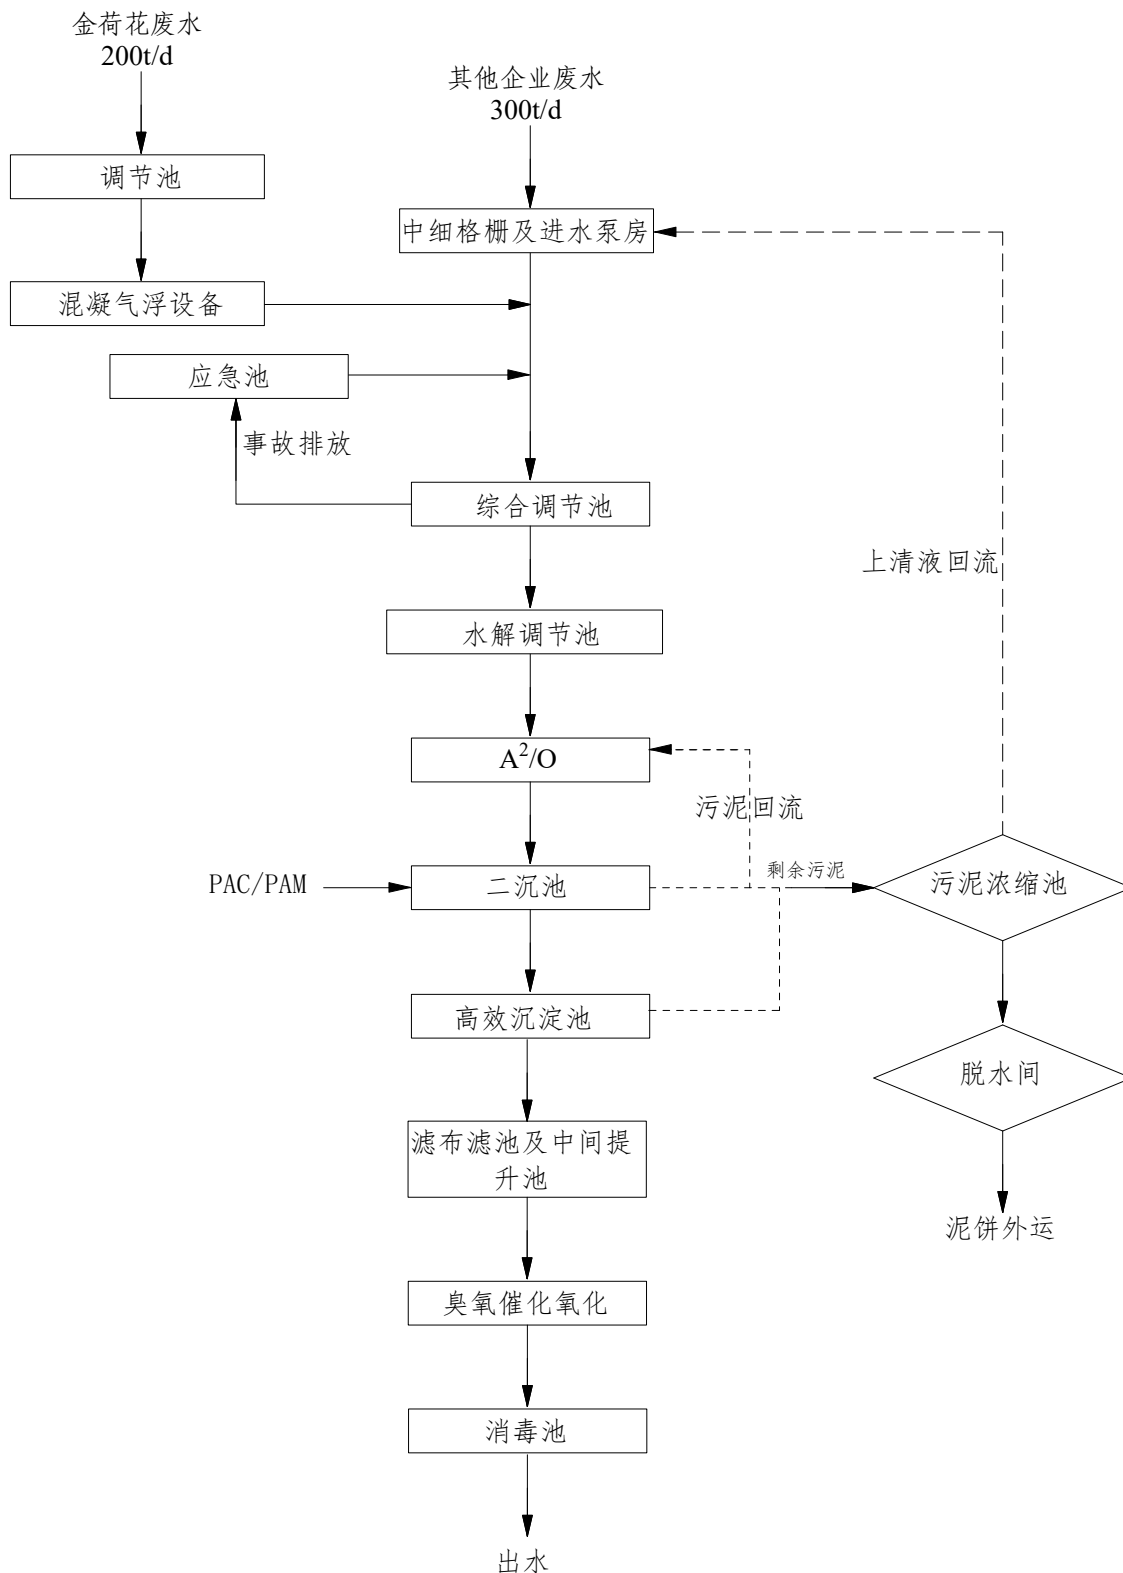 金荷花废水
200t/d
其他企业废水
300t/d
调节池
中细格栅及进水泵房
混凝气浮设备
应急池
事故排放
综合调节池
上清液回流
水解调节池
A²/O
污泥回流
剩余污泥
PAC/PAM
二沉池
污泥浓缩池
高效沉淀池
脱水间
滤布滤池及中间提
升池
泥饼外运
臭氧催化氧化
消毒池
出水